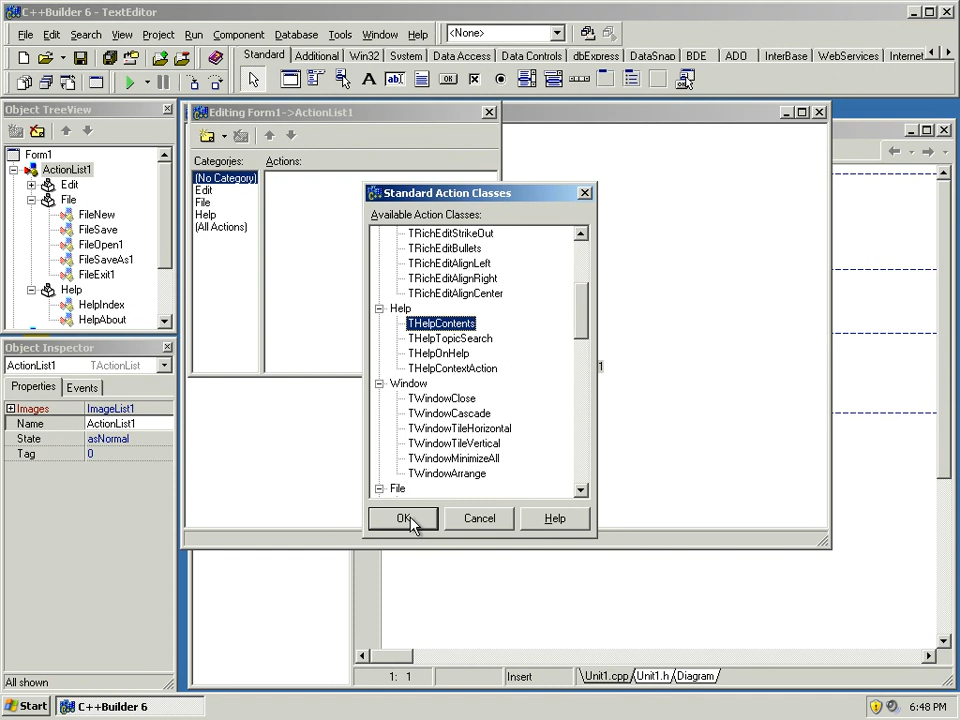 C++Builder 6 - TextEditor
File Edit Search View Project Run Component Database Tools Window Help <None>
Standard Additional Win32 System Data Access Data Controls dbExpress DataSnap BDE ADO InterBase WebServices Internet
Object TreeView
Form1
ActionList1
Edit
File
FileNew
FileSave
FileOpen1
FileSaveAs1
FileExit1
Help
HelpIndex
HelpAbout
Object Inspector
ActionList1 TActionList
Properties Events
Images ImageList1
Name ActionList1
State asNormal
Tag 0
All shown
Editing Form1->ActionList1
Categories: Actions:
(No Category)
Edit
File
Help
(All Actions)
Standard Action Classes
Available Action Classes:
TRichEditStrikeOut
TRichEditBullets
TRichEditAlignLeft
TRichEditAlignRight
TRichEditAlignCenter
Help
THelpContents
THelpTopicSearch
THelpOnHelp
THelpContextAction
Window
TWindowClose
TWindowCascade
TWindowTileHorizontal
TWindowTileVertical
TWindowMinimizeAll
TWindowArrange
File
OK Cancel Help
1
1: 1 Insert Unit1.cpp Unit1.h Diagram
Start C++Builder 6 6:48 PM